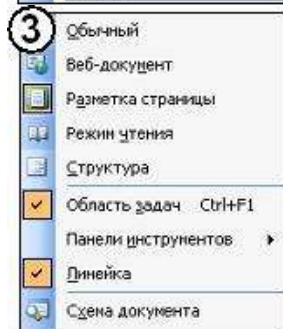 3
Обычный
Веб-документ
Разметка страницы
Режим чтения
Структура
Область задач Ctrl+F1
Панели инструментов
Линейка
Схема документа